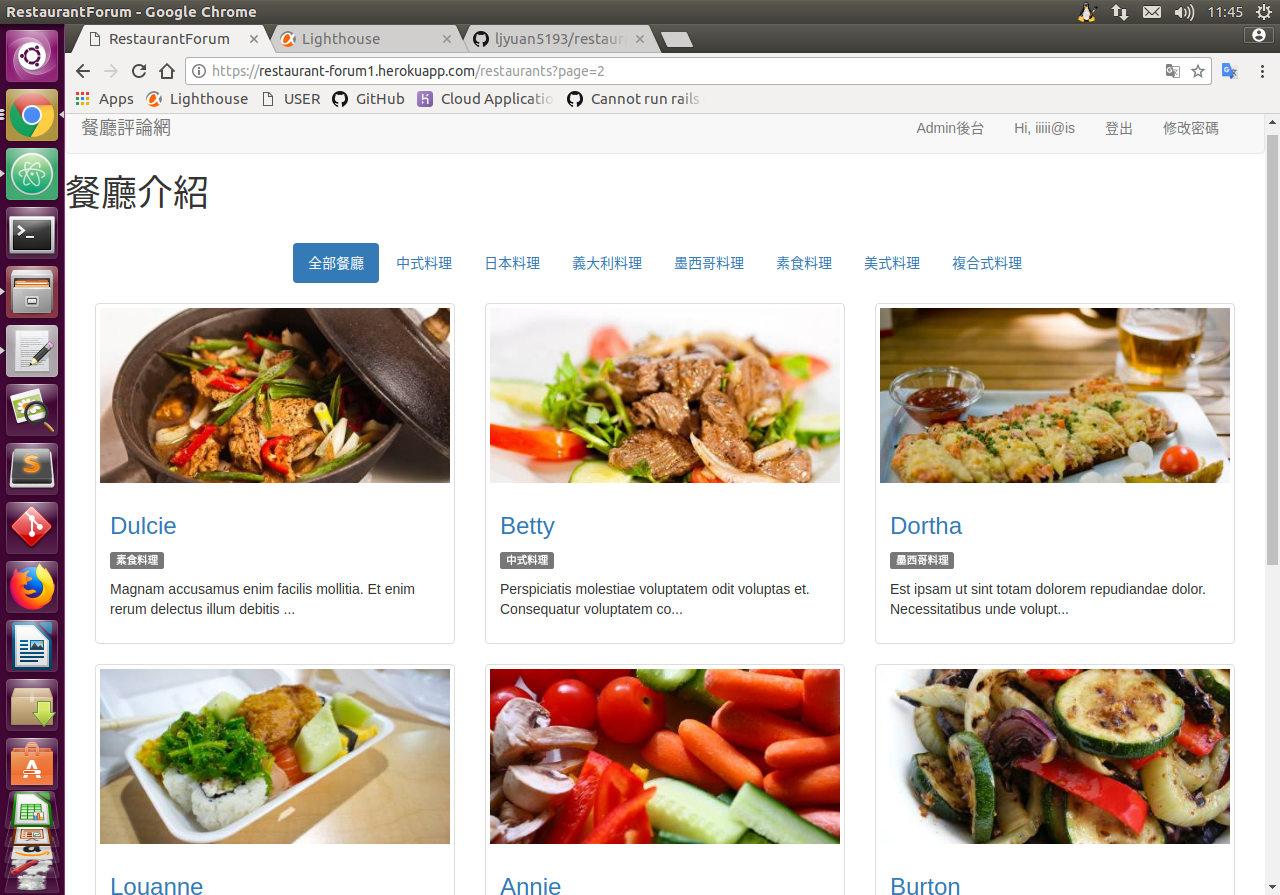 RestaurantForum - Google Chrome
11:45
RestaurantForum
Lighthouse
ljyuan5193/restaur
https://restaurant-forum1.herokuapp.com/restaurants?page=2
Apps
Lighthouse
USER
GitHub
Cloud Applicatio
Cannot run rails
餐廳評論網
Admin後台
Hi, iiiii@is
登出
修改密碼
餐廳介紹
全部餐廳
中式料理
日本料理
義大利料理
墨西哥料理
素食料理
美式料理
複合式料理
Dulcie
素食料理
Magnam accusamus enim facilis mollitia. Et enim
rerum delectus illum debitis ...
Betty
中式料理
Perspiciatis molestiae voluptatem odit voluptas et.
Consequatur voluptatem co...
Dortha
墨西哥料理
Est ipsam ut sint totam dolorem repudiandae dolor.
Necessitatibus unde volupt...
Louanne
Annie
Burton